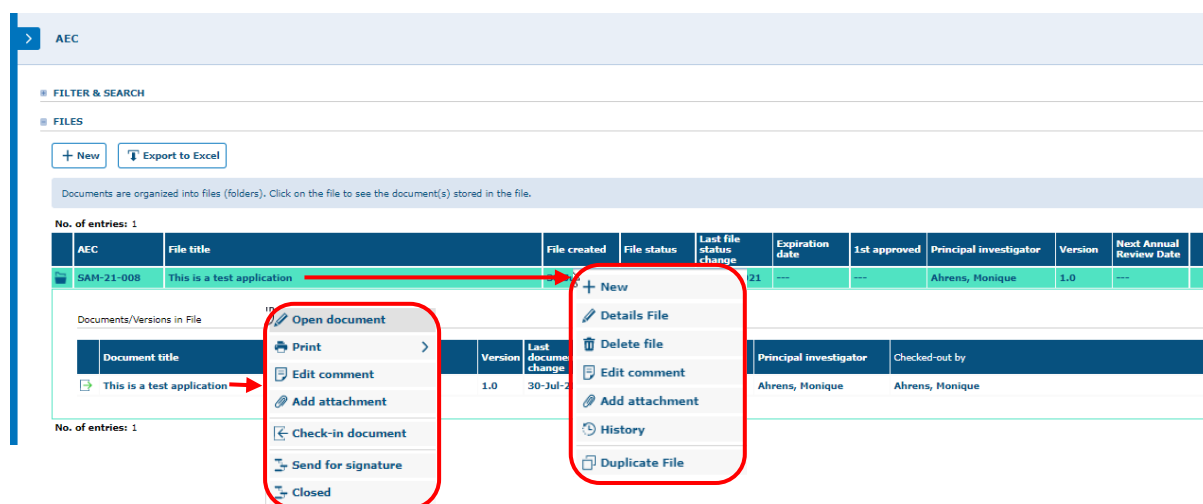 AEC
FILTER & SEARCH
FILES
+ New
Export to Excel
Documents are organized into files (folders). Click on the file to see the document(s) stored in the file.
No. of entries: 1
AEC File title File created File status Last file status change Expiration date 1st approved Principal investigator Version Next Annual Review Date
SAM-21-008 This is a test application 21 --- --- Ahrens, Monique 1.0 ---
+ New
Details File
Delete file
Edit comment
Add attachment
History
Duplicate File
Documents/Versions in File
Open document
Print
Edit comment
Add attachment
Check-in document
Send for signature
Closed
Document title Version Last change Principal investigator Checked-out by
This is a test application 1.0 30-Jul-2 Ahrens, Monique Ahrens, Monique
No. of entries: 1